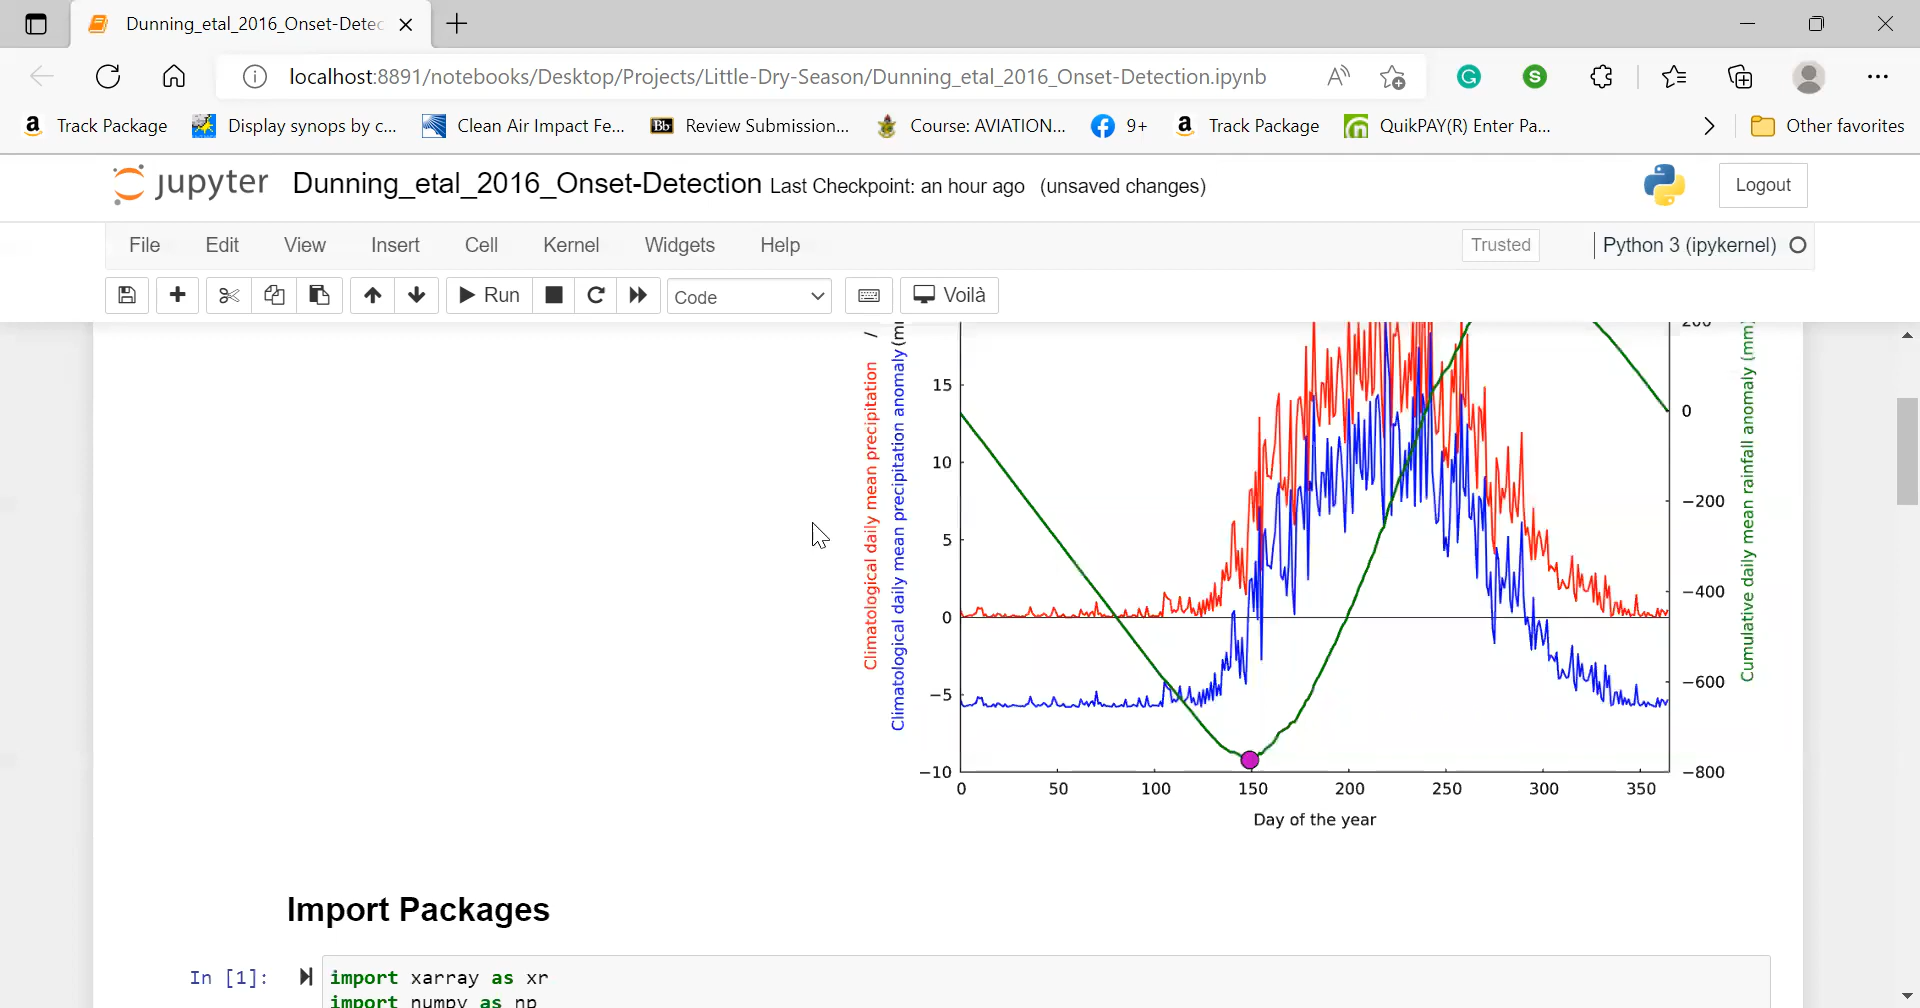 Dunning_etal_2016_Onset-Detec
localhost:8891/notebooks/Desktop/Projects/Little-Dry-Season/Dunning_etal_2016_Onset-Detection.ipynb
Track Package Display synops by c... Clean Air Impact Fe... Bb Review Submission... Course: AVIATION... 9+ Track Package QuikPAY(R) Enter Pa... Other favorites
jupyter Dunning_etal_2016_Onset-Detection Last Checkpoint: an hour ago (unsaved changes) Logout
File Edit View Insert Cell Kernel Widgets Help Trusted Python 3 (ipykernel)
Run Code Voilà
Climatological daily mean precipitation /
Climatological daily mean precipitation anomaly
15
10
5
0
−5
−10
0
−200
−400
−600
−800
Cumulative daily mean rainfall anomaly (mm)
0 50 100 150 200 250 300 350
Day of the year
Import Packages
In [1]: import xarray as xr
import numpy as np